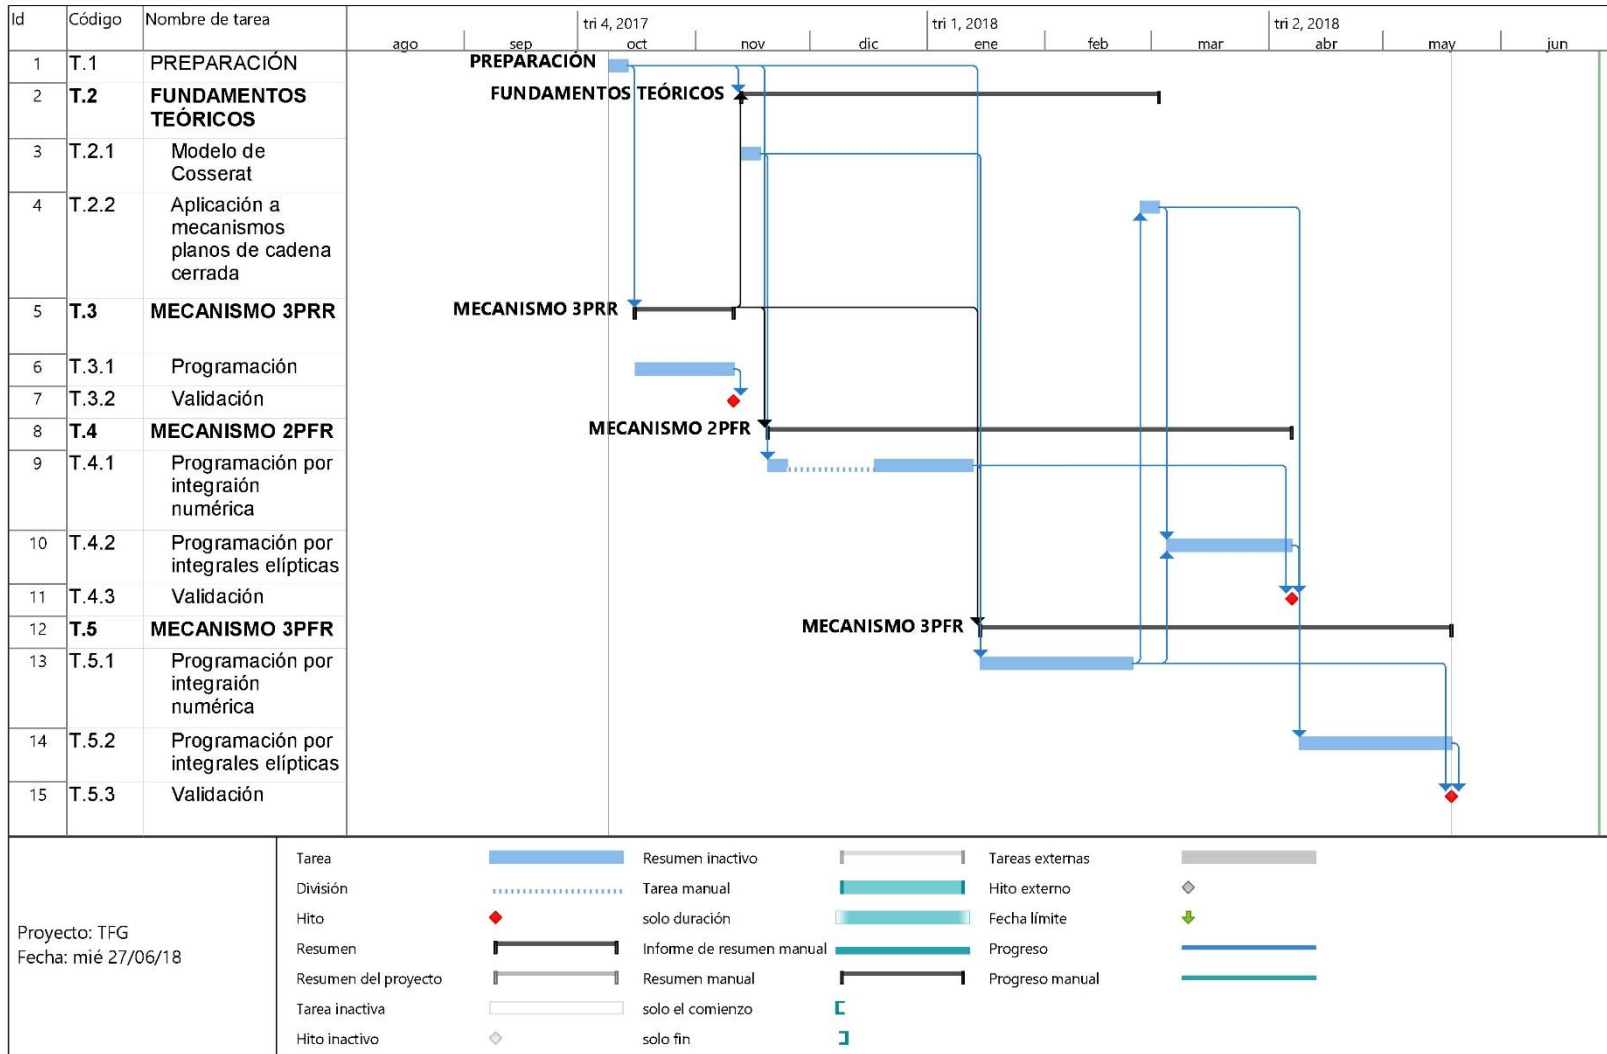 Id Código Nombre de tarea tri 4, 2017 tri 1, 2018 tri 2, 2018
ago sep oct nov dic ene feb mar abr may jun
1 T.1 PREPARACIÓN PREPARACIÓN
2 T.2 FUNDAMENTOS FUNDAMENTOS TEÓRICOS
TEÓRICOS
3 T.2.1 Modelo de
Cosserat
4 T.2.2 Aplicación a
mecanismos
planos de cadena
cerrada
5 T.3 MECANISMO 3PRR MECANISMO 3PRR
6 T.3.1 Programación
7 T.3.2 Validación
8 T.4 MECANISMO 2PFR MECANISMO 2PFR
9 T.4.1 Programación por
integraión
numérica
10 T.4.2 Programación por
integrales elípticas
11 T.4.3 Validación
12 T.5 MECANISMO 3PFR MECANISMO 3PFR
13 T.5.1 Programación por
integraión
numérica
14 T.5.2 Programación por
integrales elípticas
15 T.5.3 Validación
Proyecto: TFG
Fecha: mié 27/06/18
Tarea Resumen inactivo Tareas externas
División Tarea manual Hito externo
Hito solo duración Fecha límite
Resumen Informe de resumen manual Progreso
Resumen del proyecto Resumen manual Progreso manual
Tarea inactiva solo el comienzo
Hito inactivo solo fin